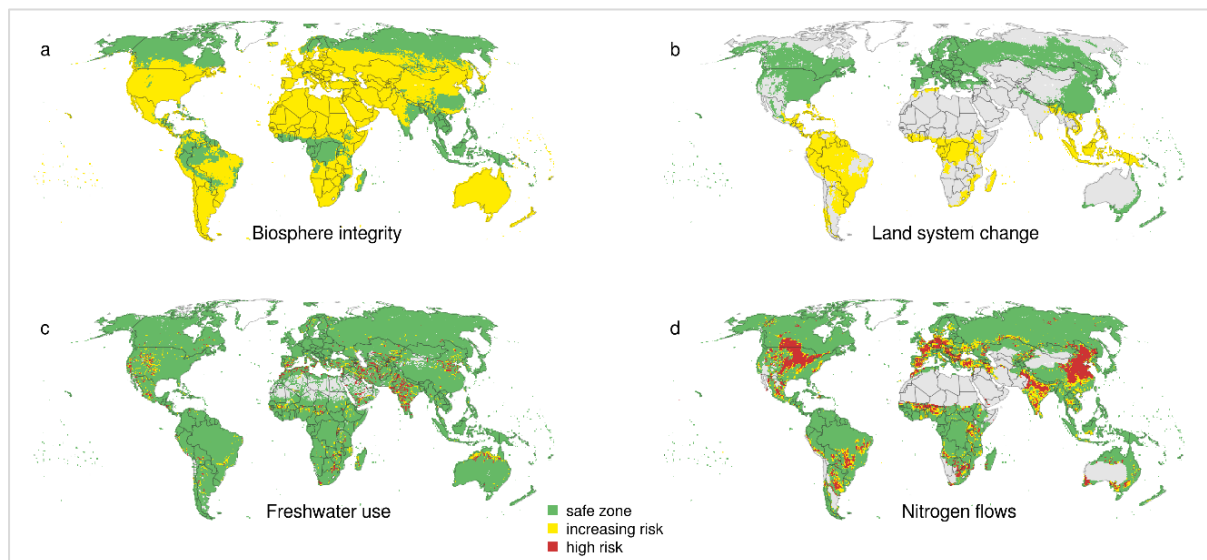 a
b
Biosphere integrity
Land system change
c
d
Freshwater use
safe zone
increasing risk
high risk
Nitrogen flows